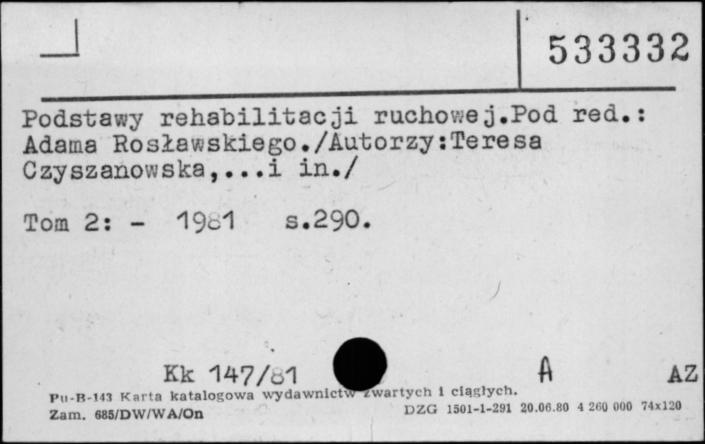 533332
Podstawy rehabilitacji ruchowej.Pod red.:
Adama Rosławskiego./Autorzy:Teresa
Czyszanowska,...i in./
Tom 2: - 1981 s.290.
Kk 147/81 A AZ
Pu-B-143 Karta katalogowa wydawnictw zwartych i ciągłych.
Zam. 685/DW/WA/On DZG 1501-1-291 20.06.80 4 260 000 74x120